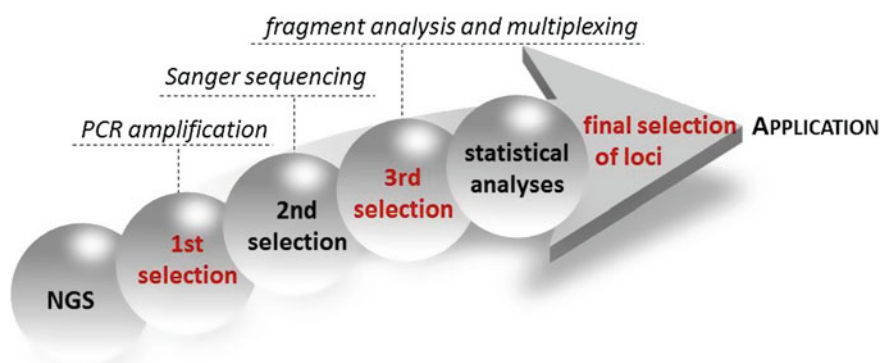 fragment analysis and multiplexing
Sanger sequencing
PCR amplification
NGS
1st
selection
2nd
selection
3rd
selection
statistical
analyses
final selection
of loci
APPLICATION